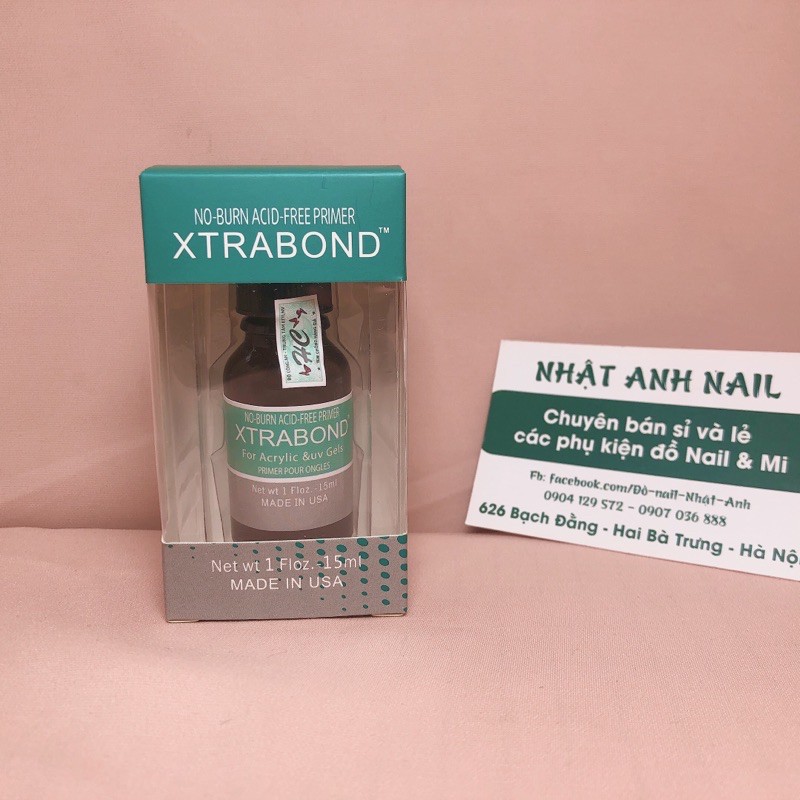 NO-BURN ACID-FREE PRIMER
XTRABOND™
HC
NO-BURN ACID-FREE PRIMER
XTRABOND
For Acrylic &uv Gels
PRIMER POUR ONGLES
Net wt 1 Floz.-15ml
MADE IN USA
Net wt 1 Floz.-15ml
MADE IN USA
NHẬT ANH NAIL
Chuyên bán sỉ và lẻ
các phụ kiện đồ Nail & Mi
Fb: facebook.com/Đồ-nail-Nhật-Anh
0904 129 572 - 0907 036 888
626 Bạch Đằng - Hai Bà Trưng - Hà Nội